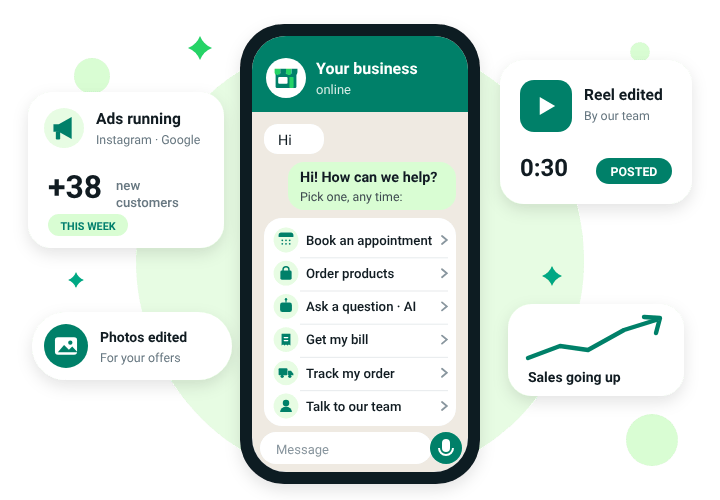 Your business
online
Hi
Hi! How can we help?
Pick one, any time:
Book an appointment
Order products
Ask a question · AI
Get my bill
Track my order
Talk to our team
Message
Ads running
Instagram · Google
+38 new
customers
THIS WEEK
Photos edited
For your offers
Reel edited
By our team
0:30 POSTED
Sales going up